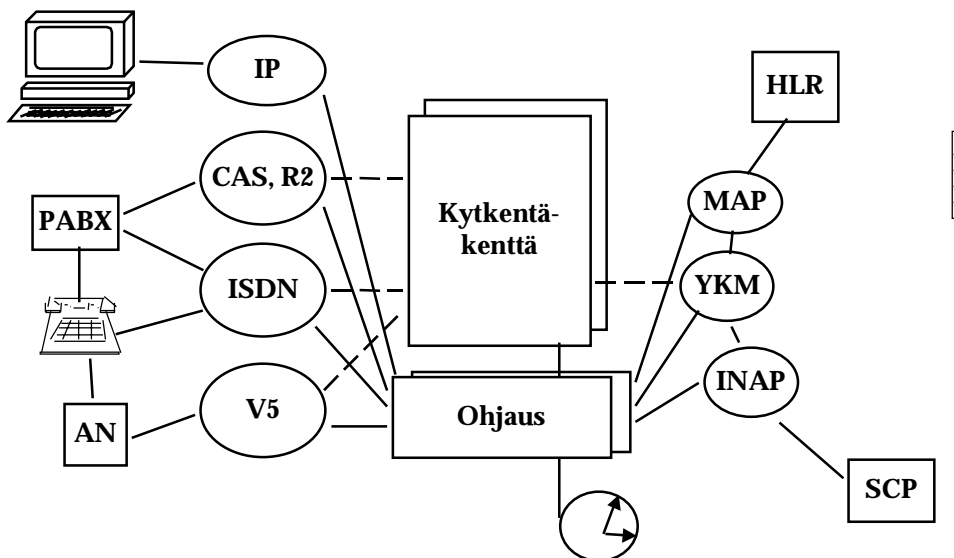 IP
HLR
CAS, R2
MAP
PABX
Kytkentä-
kenttä
ISDN
YKM
INAP
V5
AN
Ohjaus
SCP